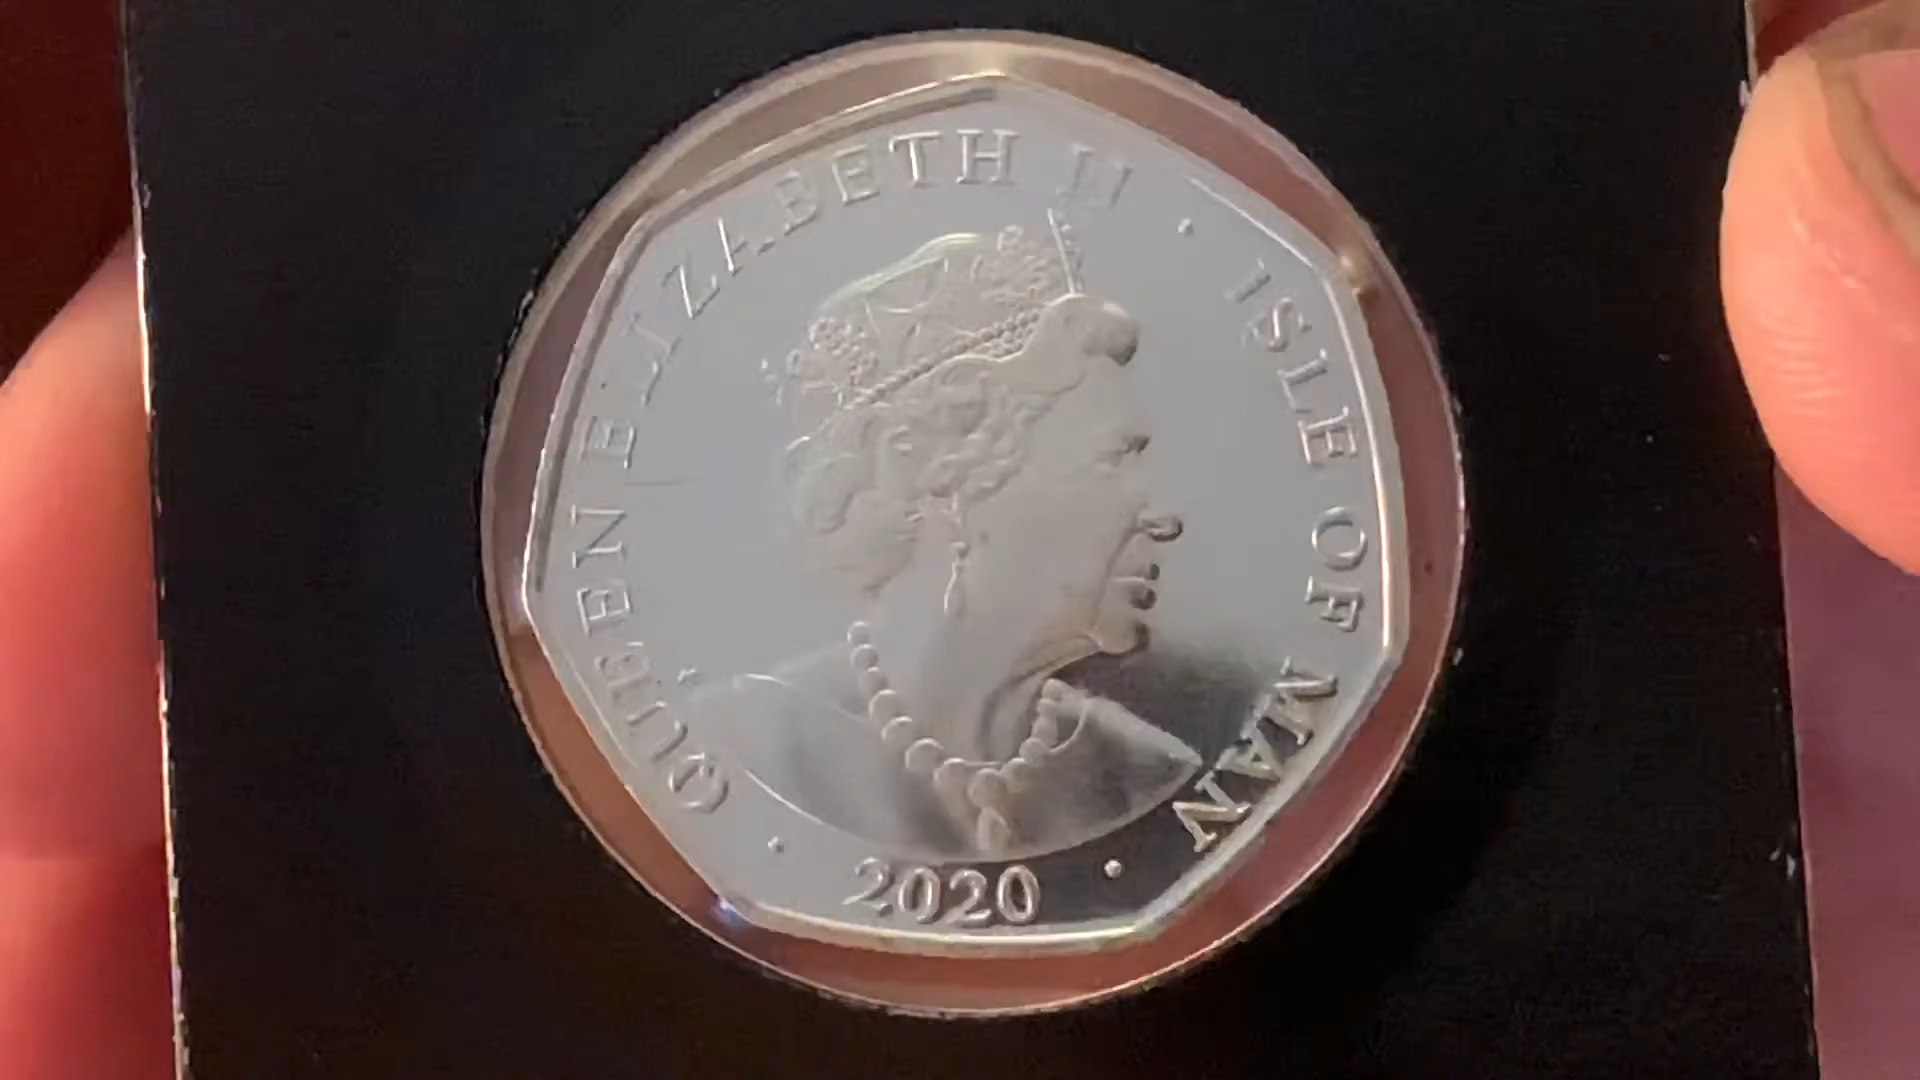 QUEEN ELIZABETH II · ISLE OF MAN
· 2020 ·